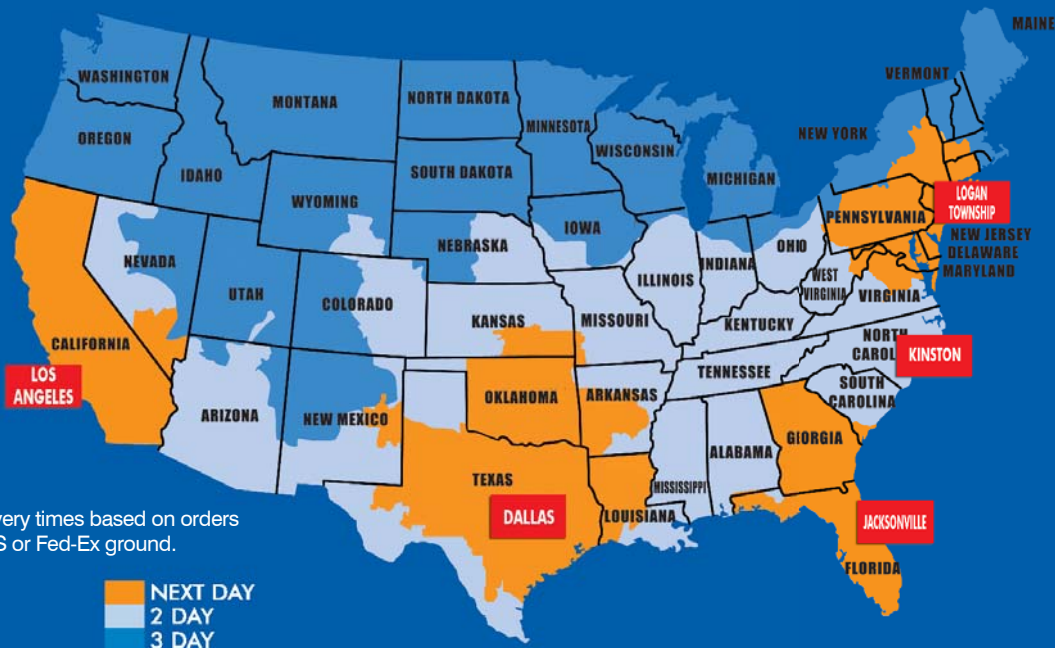 MAINE
WASHINGTON
VERMONT
MONTANA
NORTH DAKOTA
MINNESOTA
NEW YORK
OREGON
WISCONSIN
IDAHO
SOUTH DAKOTA
MICHIGAN
WYOMING
LOGAN
TOWNSHIP
PENNSYLVANIA
IOWA
NEW JERSEY
NEBRASKA
OHIO
DELAWARE
NEVADA
INDIANA
MARYLAND
ILLINOIS
WEST
VIRGINIA
UTAH
COLORADO
VIRGINIA
KANSAS
MISSOURI
KENTUCKY
CALIFORNIA
NORTH
CAROL
KINSTON
TENNESSEE
LOS
ANGELES
SOUTH
CAROLINA
OKLAHOMA
ARKANSAS
ARIZONA
NEW MEXICO
GIORGIA
ALABAMA
TEXAS
MISSISSIPPI
DALLAS
LOUISIANA
JACKSONVILLE
very times based on orders
S or Fed-Ex ground.
FLORIDA
NEXT DAY
2 DAY
3 DAY